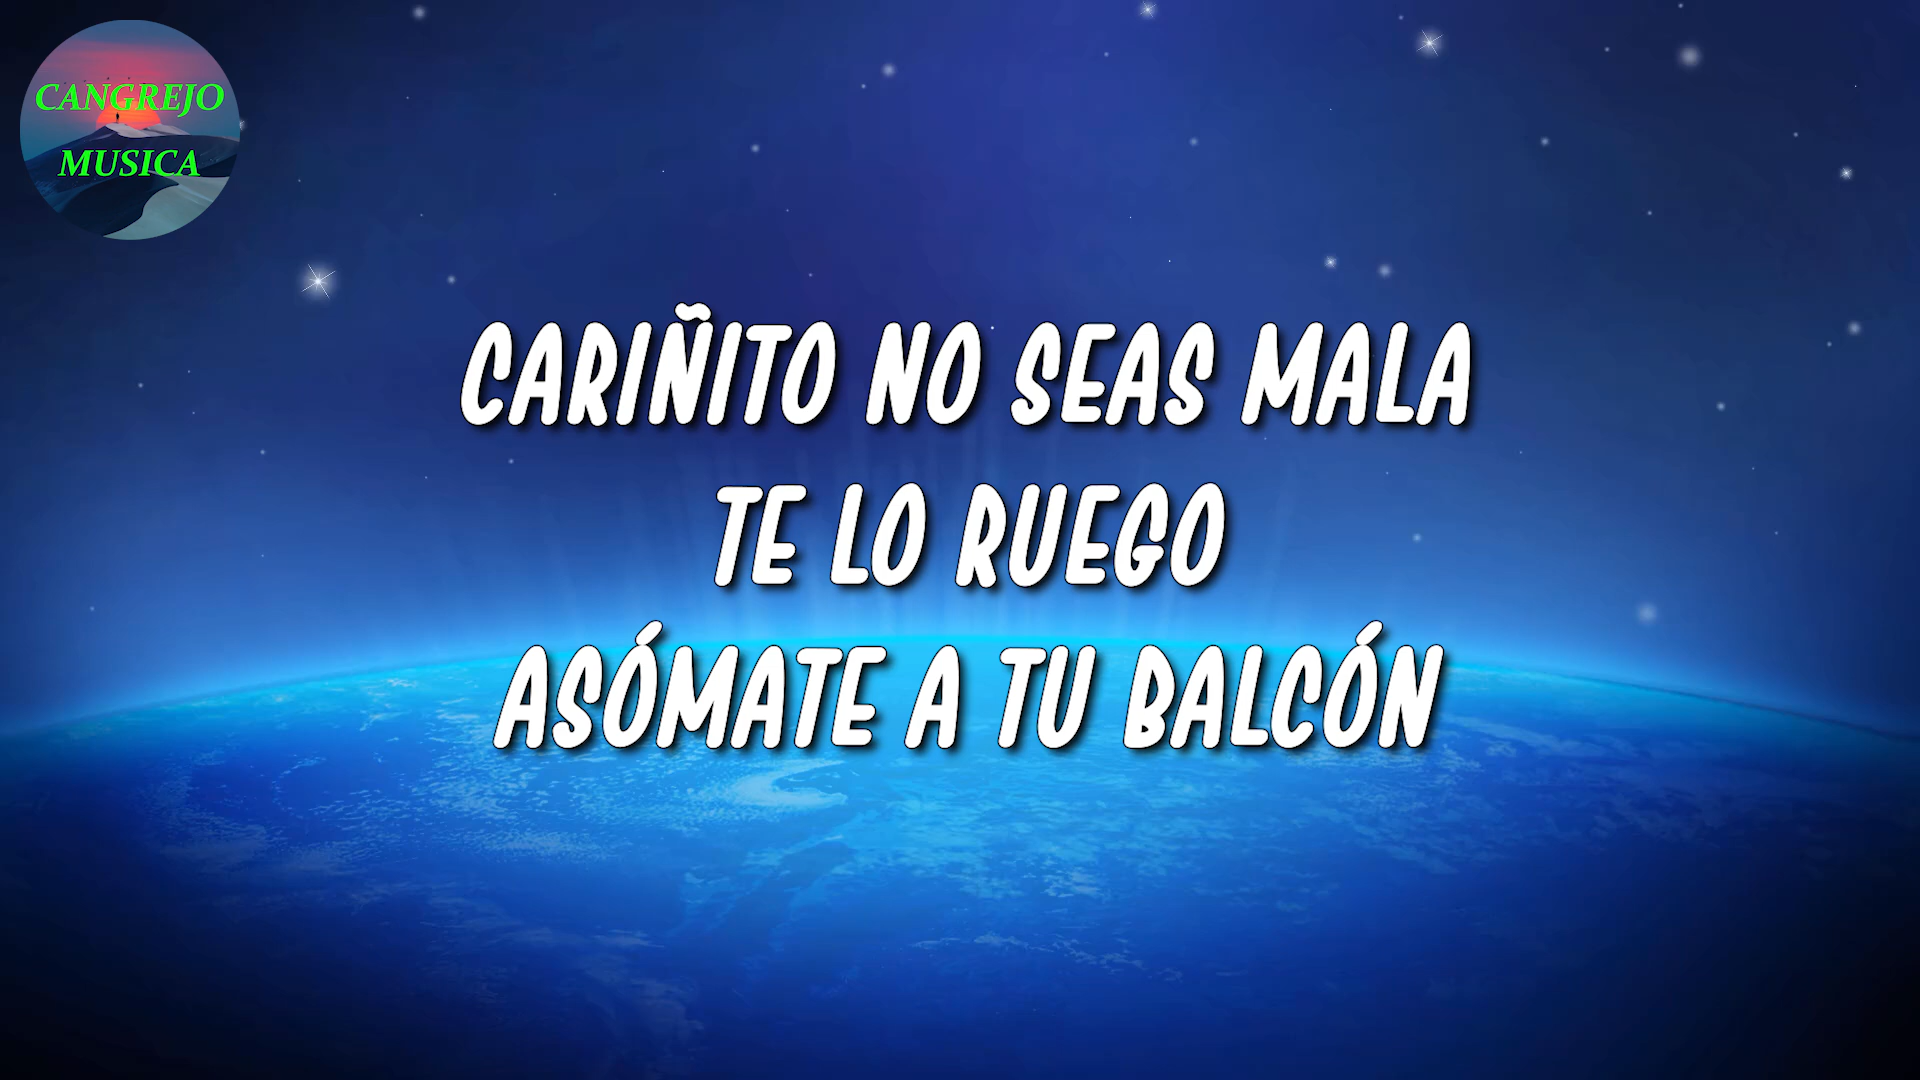 CANGREJO
MUSICA
CARIÑITO NO SEAS MALA
TE LO RUEGO
ASÓMATE A TU BALCÓN